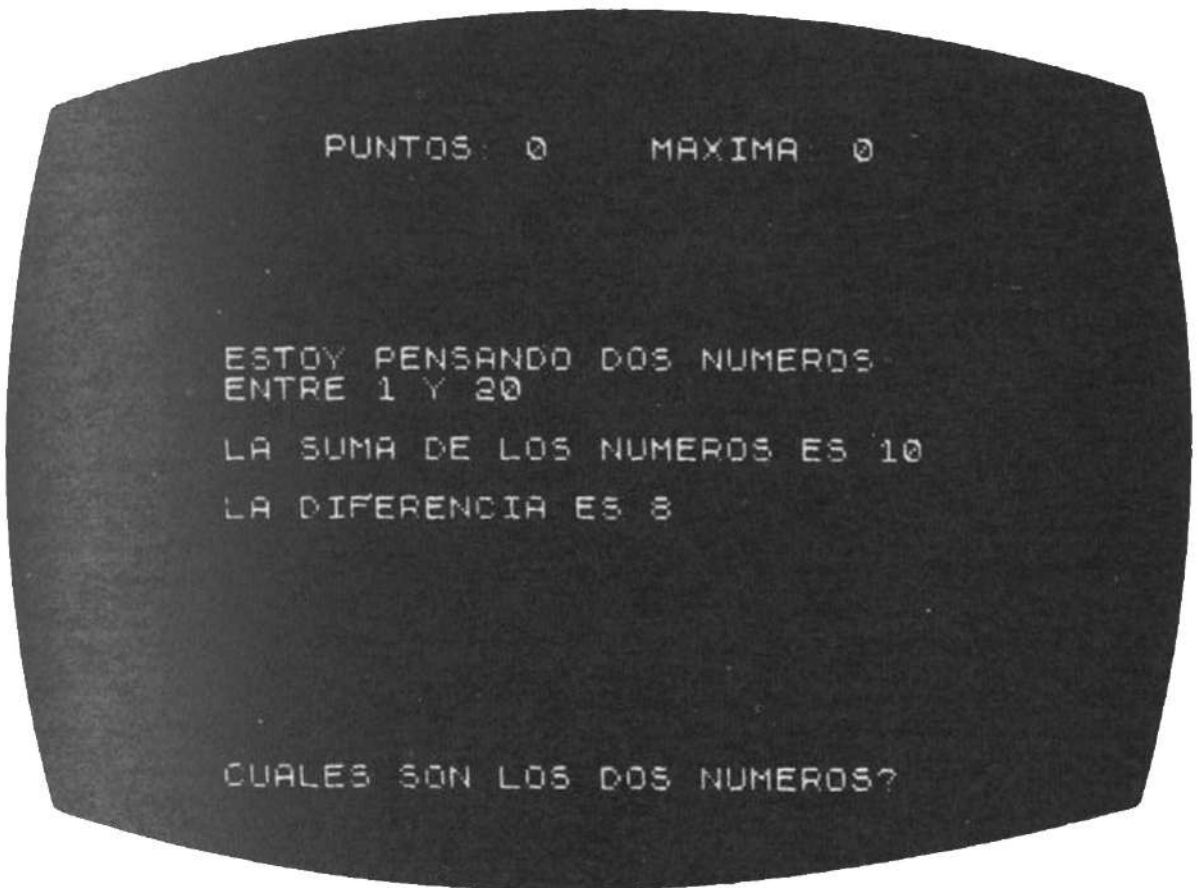 PUNTOS: 0 MAXIMA: 0
ESTOY PENSANDO DOS NUMEROS
ENTRE 1 Y 20
LA SUMA DE LOS NUMEROS ES 10
LA DIFERENCIA ES 8
CUALES SON LOS DOS NUMEROS?